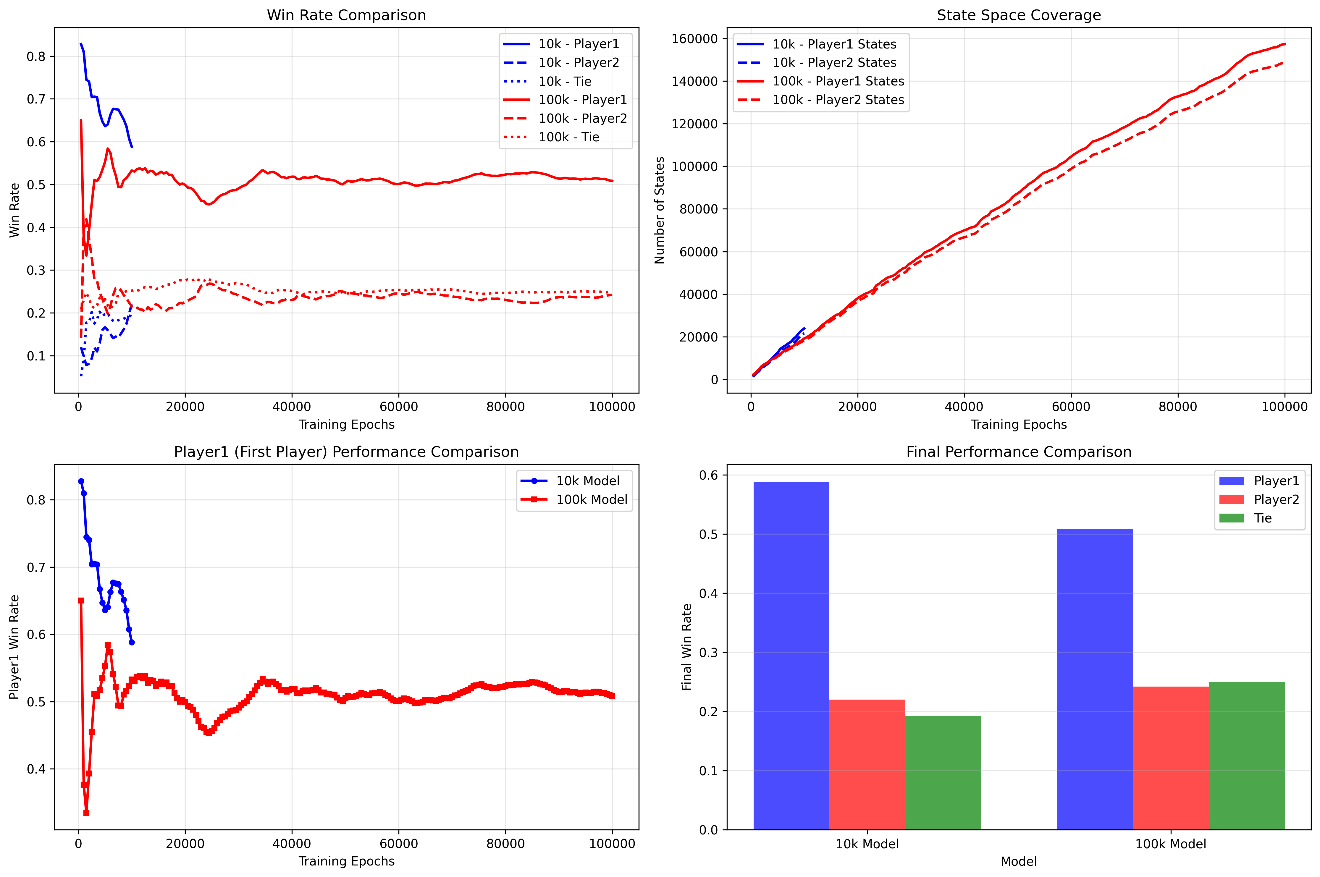 Win Rate Comparison
0.8
0.7
0.6
0.5
0.4
0.3
0.2
0.1
Win Rate
10k - Player1
10k - Player2
10k - Tie
100k - Player1
100k - Player2
100k - Tie
0 20000 40000 60000 80000 100000
Training Epochs
State Space Coverage
160000
140000
120000
100000
80000
60000
40000
20000
0
Number of States
10k - Player1 States
10k - Player2 States
100k - Player1 States
100k - Player2 States
0 20000 40000 60000 80000 100000
Training Epochs
Player1 (First Player) Performance Comparison
0.8
0.7
0.6
0.5
0.4
Player1 Win Rate
10k Model
100k Model
0 20000 40000 60000 80000 100000
Training Epochs
Final Performance Comparison
0.6
0.5
0.4
0.3
0.2
0.1
0.0
Final Win Rate
Player1
Player2
Tie
10k Model 100k Model
Model